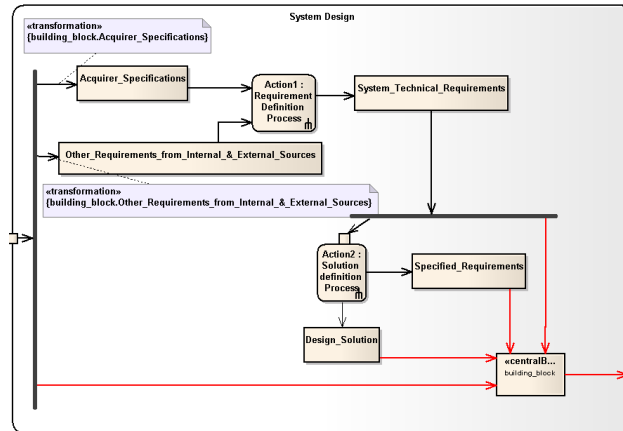 System Design
«transformation»
{building_block.Acquirer_Specifications}
Acquirer_Specifications
Action1 :
Requirement
Definition
Process
System_Technical_Requirements
Other_Requirements_from_Internal_&_External_Sources
«transformation»
{building_block.Other_Requirements_from_Internal_&_External_Sources}
Action2 :
Solution
definition
Process
Specified_Requirements
Design_Solution
«centralB...
building_block